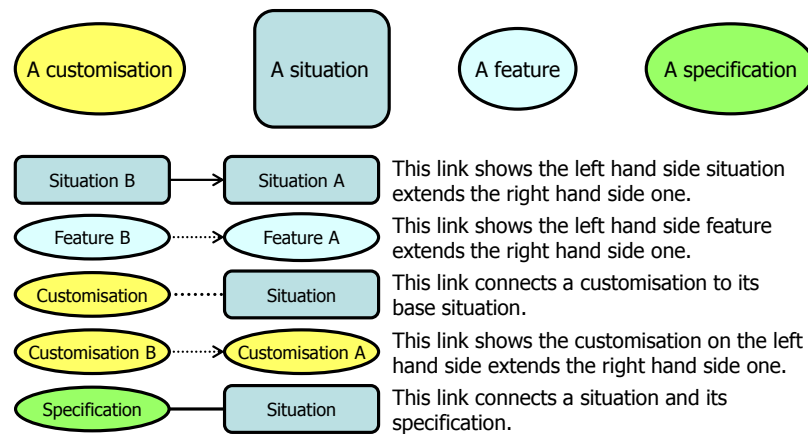 A customisation
A situation
A feature
A specification
Situation B
Situation A
This link shows the left hand side situation
extends the right hand side one.
Feature B
Feature A
This link shows the left hand side feature
extends the right hand side one.
Customisation
Situation
This link connects a customisation to its
base situation.
Customisation B
Customisation A
This link shows the customisation on the left
hand side extends the right hand side one.
Specification
Situation
This link connects a situation and its
specification.